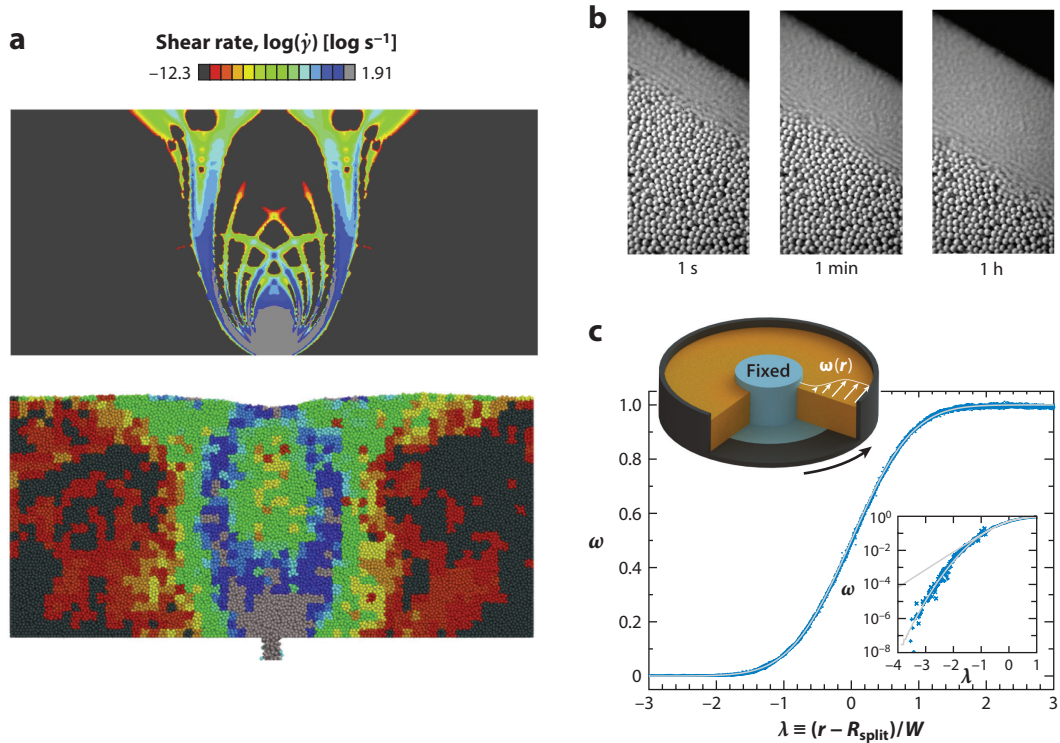 a
Shear rate, log(γ̇) [log s⁻¹]
−12.3 1.91
b
1 s 1 min 1 h
c
Fixed
ω(r)
1.0
0.8
0.6
ω
0.4
0.2
0
−3 −2 −1 0 1 2 3
λ ≡ (r − R_split)/W
10⁰
10⁻²
10⁻⁴
ω
10⁻⁶
10⁻⁸
−4 −3 −2 −1 0 1
λ